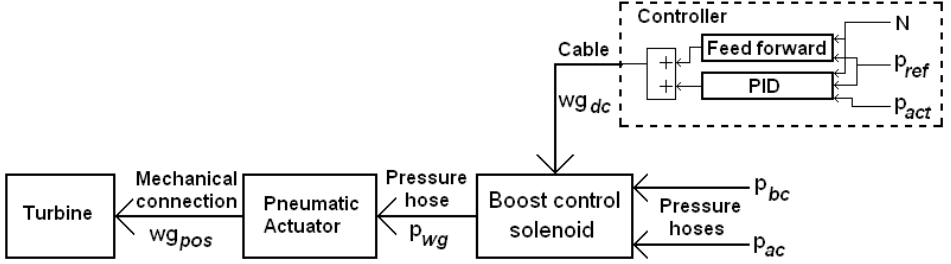 Controller
N
Feed forward
Cable
+
p_ref
+
PID
wg_dc
p_act
Mechanical
connection
Pressure
hose
Boost control
solenoid
p_bc
Turbine
Pneumatic
Actuator
Pressure
hoses
wg_pos
p_wg
p_ac